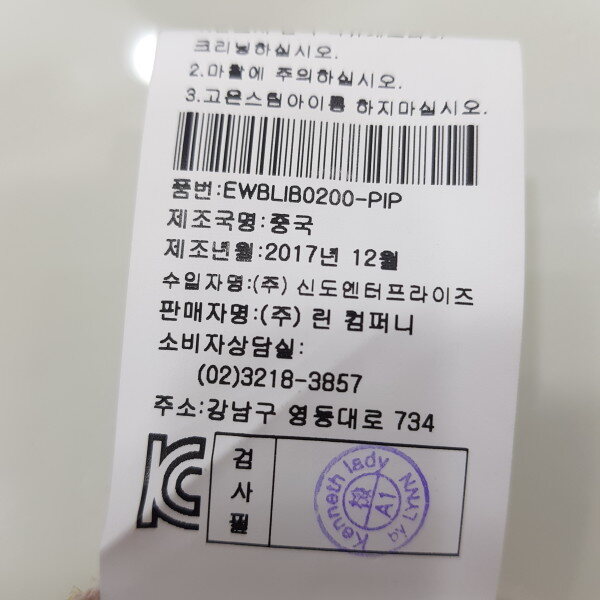 크리닝하십시오.
2.마찰에 주의하십시오.
3.고온스팀아이롱 하지마십시오.
품번:EWBLIB0200-PIP
제조국명:중국
제조년월:2017년 12월
수입자명:(주) 신도엔터프라이즈
판매자명:(주) 린 컴퍼니
소비자상담실:
(02)3218-3857
주소:강남구 영동대로 734
검
사
필
Kenneth lady
by LYNN
A1